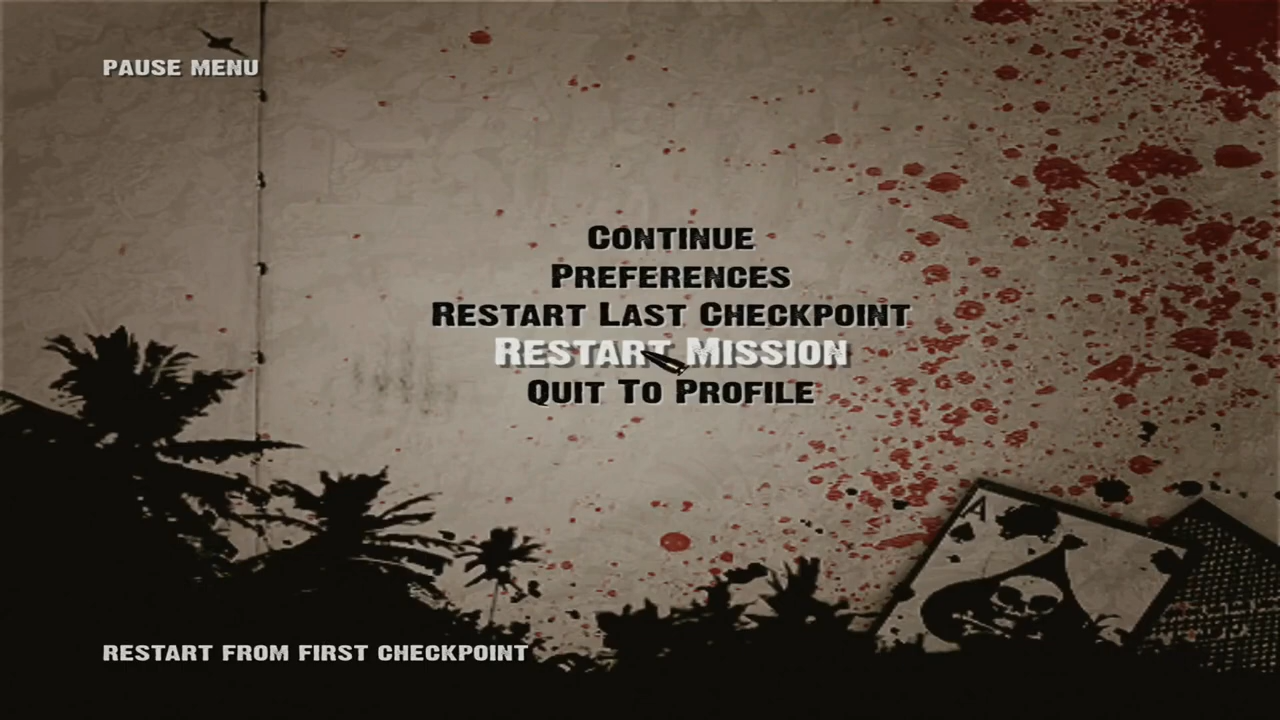 PAUSE MENU
CONTINUE
PREFERENCES
RESTART LAST CHECKPOINT
RESTART MISSION
QUIT TO PROFILE
A
RESTART FROM FIRST CHECKPOINT